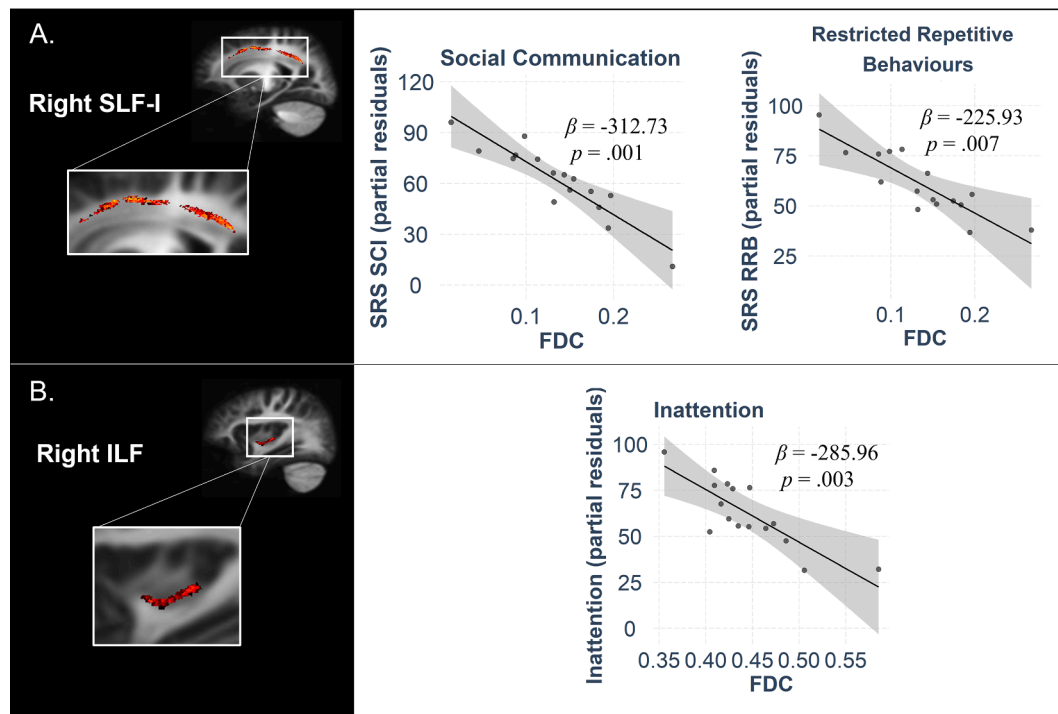 A.
Right SLF-I
Social Communication
SRS SCI (partial residuals)
120
90
60
30
0
β = -312.73
p = .001
0.1
0.2
FDC
Restricted Repetitive
Behaviours
SRS RRB (partial residuals)
100
75
50
25
β = -225.93
p = .007
0.1
0.2
FDC
B.
Right ILF
Inattention
Inattention (partial residuals)
100
75
50
25
0
β = -285.96
p = .003
0.35
0.40
0.45
0.50
0.55
FDC